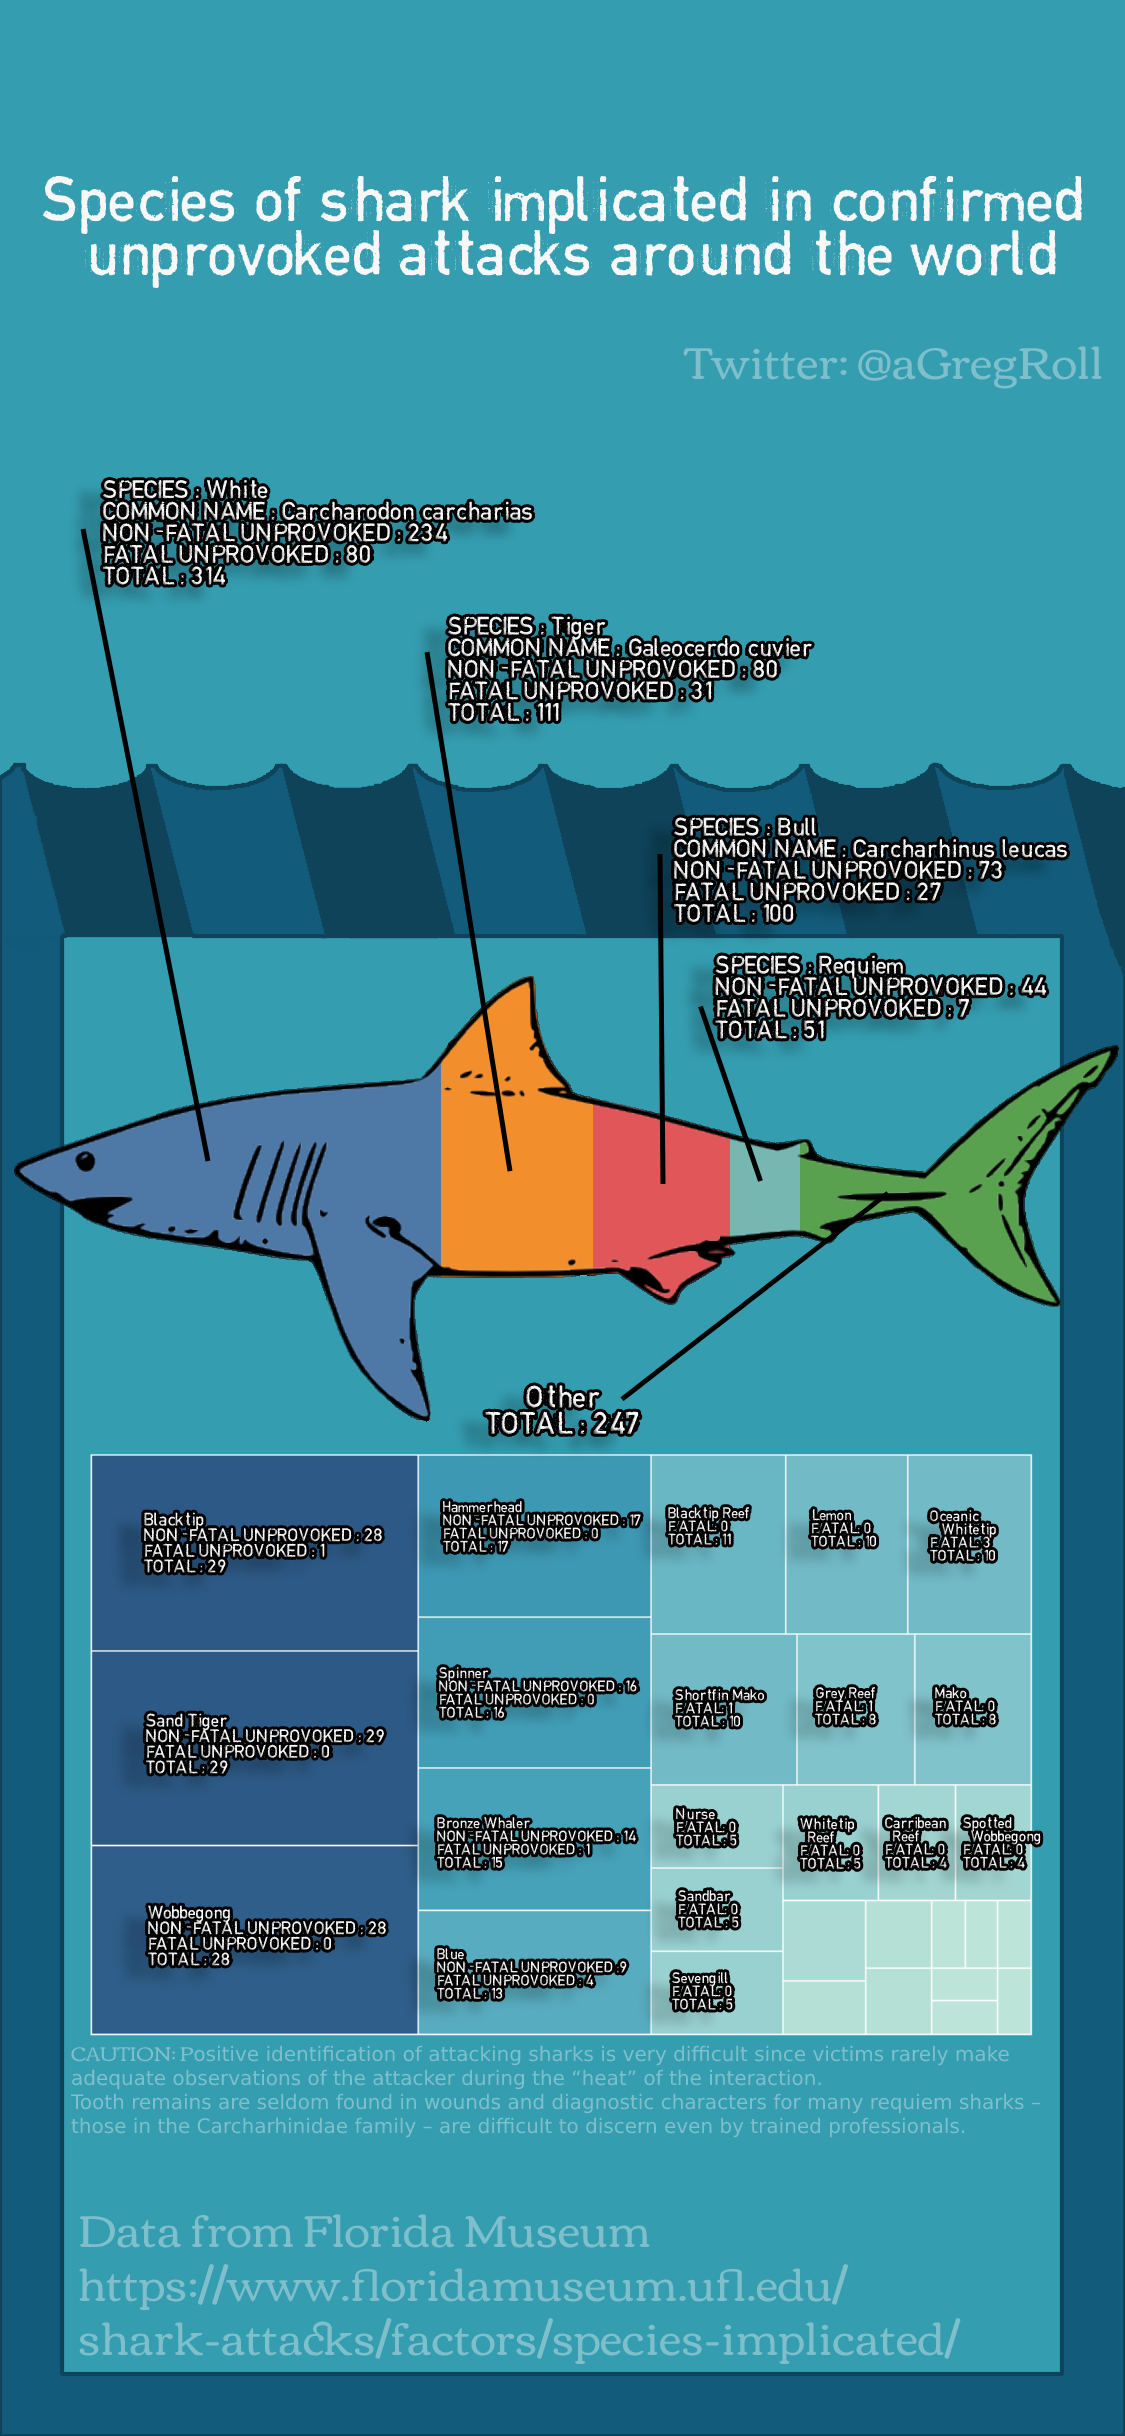 Species of shark implicated in confirmed
unprovoked attacks around the world
Twitter: @aGregRoll
SPECIES : White
COMMON NAME : Carcharodon carcharias
NON-FATAL UNPROVOKED : 234
FATAL UNPROVOKED : 80
TOTAL : 314
SPECIES : Tiger
COMMON NAME : Galeocerdo cuvier
NON-FATAL UNPROVOKED : 80
FATAL UNPROVOKED : 31
TOTAL : 111
SPECIES : Bull
COMMON NAME : Carcharhinus leucas
NON-FATAL UNPROVOKED : 73
FATAL UNPROVOKED : 27
TOTAL : 100
SPECIES : Requiem
NON-FATAL UNPROVOKED : 44
FATAL UNPROVOKED : 7
TOTAL : 51
Other
TOTAL : 247
Blacktip
NON-FATAL UNPROVOKED : 28
FATAL UNPROVOKED : 1
TOTAL : 29
Sand Tiger
NON-FATAL UNPROVOKED : 29
FATAL UNPROVOKED : 0
TOTAL : 29
Wobbegong
NON-FATAL UNPROVOKED : 28
FATAL UNPROVOKED : 0
TOTAL : 28
Hammerhead
NON-FATAL UNPROVOKED : 17
FATAL UNPROVOKED : 0
TOTAL : 17
Spinner
NON-FATAL UNPROVOKED : 16
FATAL UNPROVOKED : 0
TOTAL : 16
Bronze Whaler
NON-FATAL UNPROVOKED : 14
FATAL UNPROVOKED : 1
TOTAL : 15
Blue
NON-FATAL UNPROVOKED : 9
FATAL UNPROVOKED : 4
TOTAL : 13
Blacktip Reef
FATAL : 0
TOTAL : 11
Lemon
FATAL : 0
TOTAL : 10
Oceanic
Whitetip
FATAL : 3
TOTAL : 10
Shortfin Mako
FATAL : 1
TOTAL : 10
Grey Reef
FATAL : 1
TOTAL : 8
Mako
FATAL : 0
TOTAL : 8
Nurse
FATAL : 0
TOTAL : 5
Sandbar
FATAL : 0
TOTAL : 5
Sevengill
FATAL : 0
TOTAL : 5
Whitetip
Reef
FATAL : 0
TOTAL : 5
Carribean
Reef
FATAL : 0
TOTAL : 4
Spotted
Wobbegong
FATAL : 0
TOTAL : 4
CAUTION: Positive identification of attacking sharks is very difficult since victims rarely make
adequate observations of the attacker during the “heat” of the interaction.
Tooth remains are seldom found in wounds and diagnostic characters for many requiem sharks –
those in the Carcharhinidae family – are difficult to discern even by trained professionals.
Data from Florida Museum
https://www.floridamuseum.ufl.edu/
shark-attacks/factors/species-implicated/